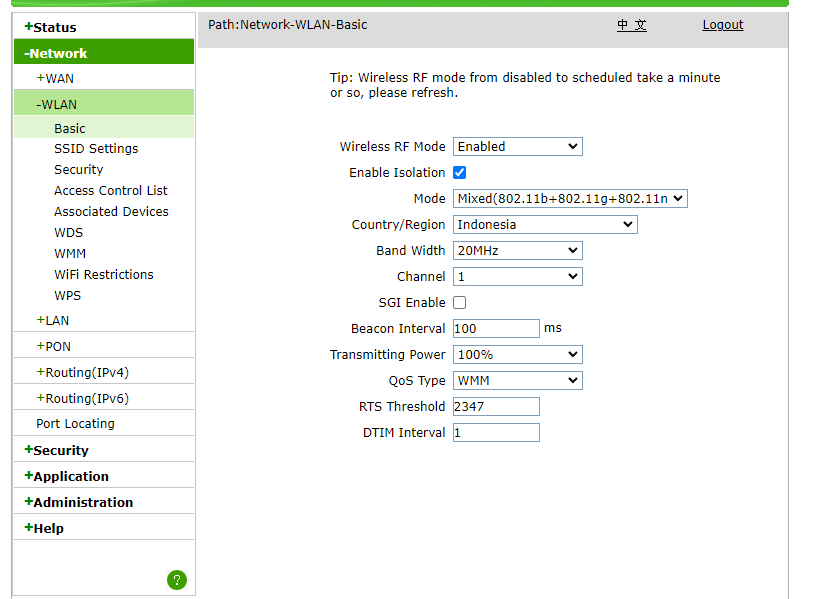 +Status
Path:Network-WLAN-Basic
中 文
Logout
-Network
+WAN
-WLAN
Basic
SSID Settings
Security
Access Control List
Associated Devices
WDS
WMM
WiFi Restrictions
WPS
+LAN
+PON
+Routing(IPv4)
+Routing(IPv6)
Port Locating
+Security
+Application
+Administration
+Help
?
Tip: Wireless RF mode from disabled to scheduled take a minute
or so, please refresh.
Wireless RF Mode Enabled
Enable Isolation
Mode Mixed(802.11b+802.11g+802.11n
Country/Region Indonesia
Band Width 20MHz
Channel 1
SGI Enable
Beacon Interval 100 ms
Transmitting Power 100%
QoS Type WMM
RTS Threshold 2347
DTIM Interval 1